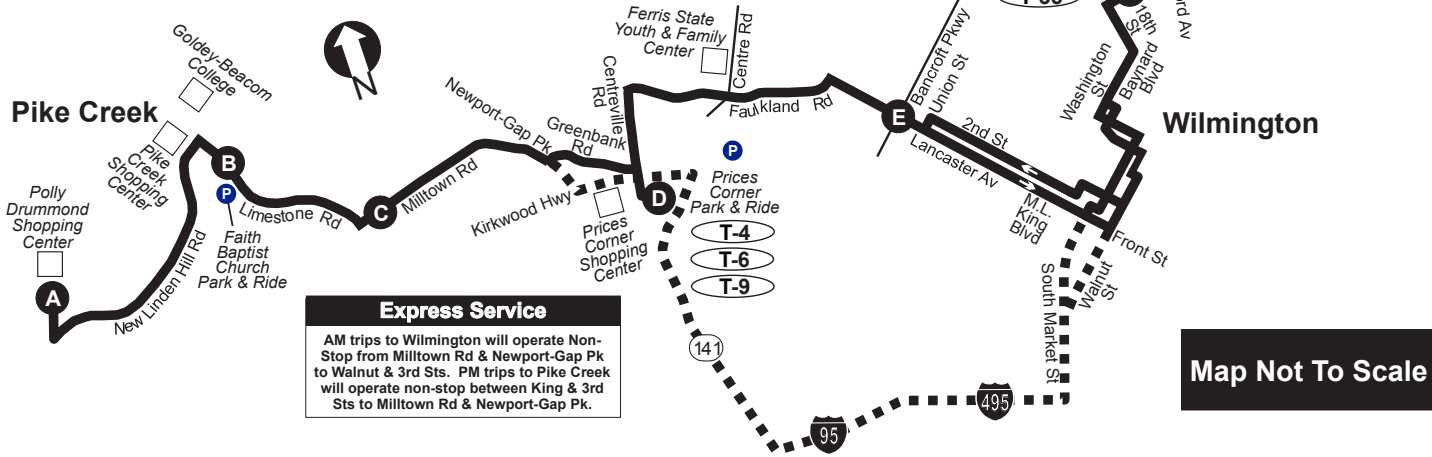 Goldey-Beacom
College
Pike Creek
Pike
Creek
Shopping
Center
Polly
Drummond
Shopping
Center
A
New Linden Hill Rd
B
P
Faith
Baptist
Church
Park & Ride
Limestone Rd
C
Milltown Rd
N
Newport-Gap Pk
Greenbank
Rd
Kirkwood Hwy
Centreville
Rd
D
Prices
Corner
Shopping
Center
Ferris State
Youth & Family
Center
Centre Rd
Faulkland Rd
P
Prices
Corner
Park & Ride
T-4
T-6
T-9
E
Bancroft Pkwy
Union St
2nd St
Lancaster Av
M.L.
King
Blvd
Washington
St
18th
St
Baynard
Blvd
Wilmington
Front St
Walnut
St
South Market St
141
95
495
Express Service
AM trips to Wilmington will operate Non-
Stop from Milltown Rd & Newport-Gap Pk
to Walnut & 3rd Sts. PM trips to Pike Creek
will operate non-stop between King & 3rd
Sts to Milltown Rd & Newport-Gap Pk.
Map Not To Scale